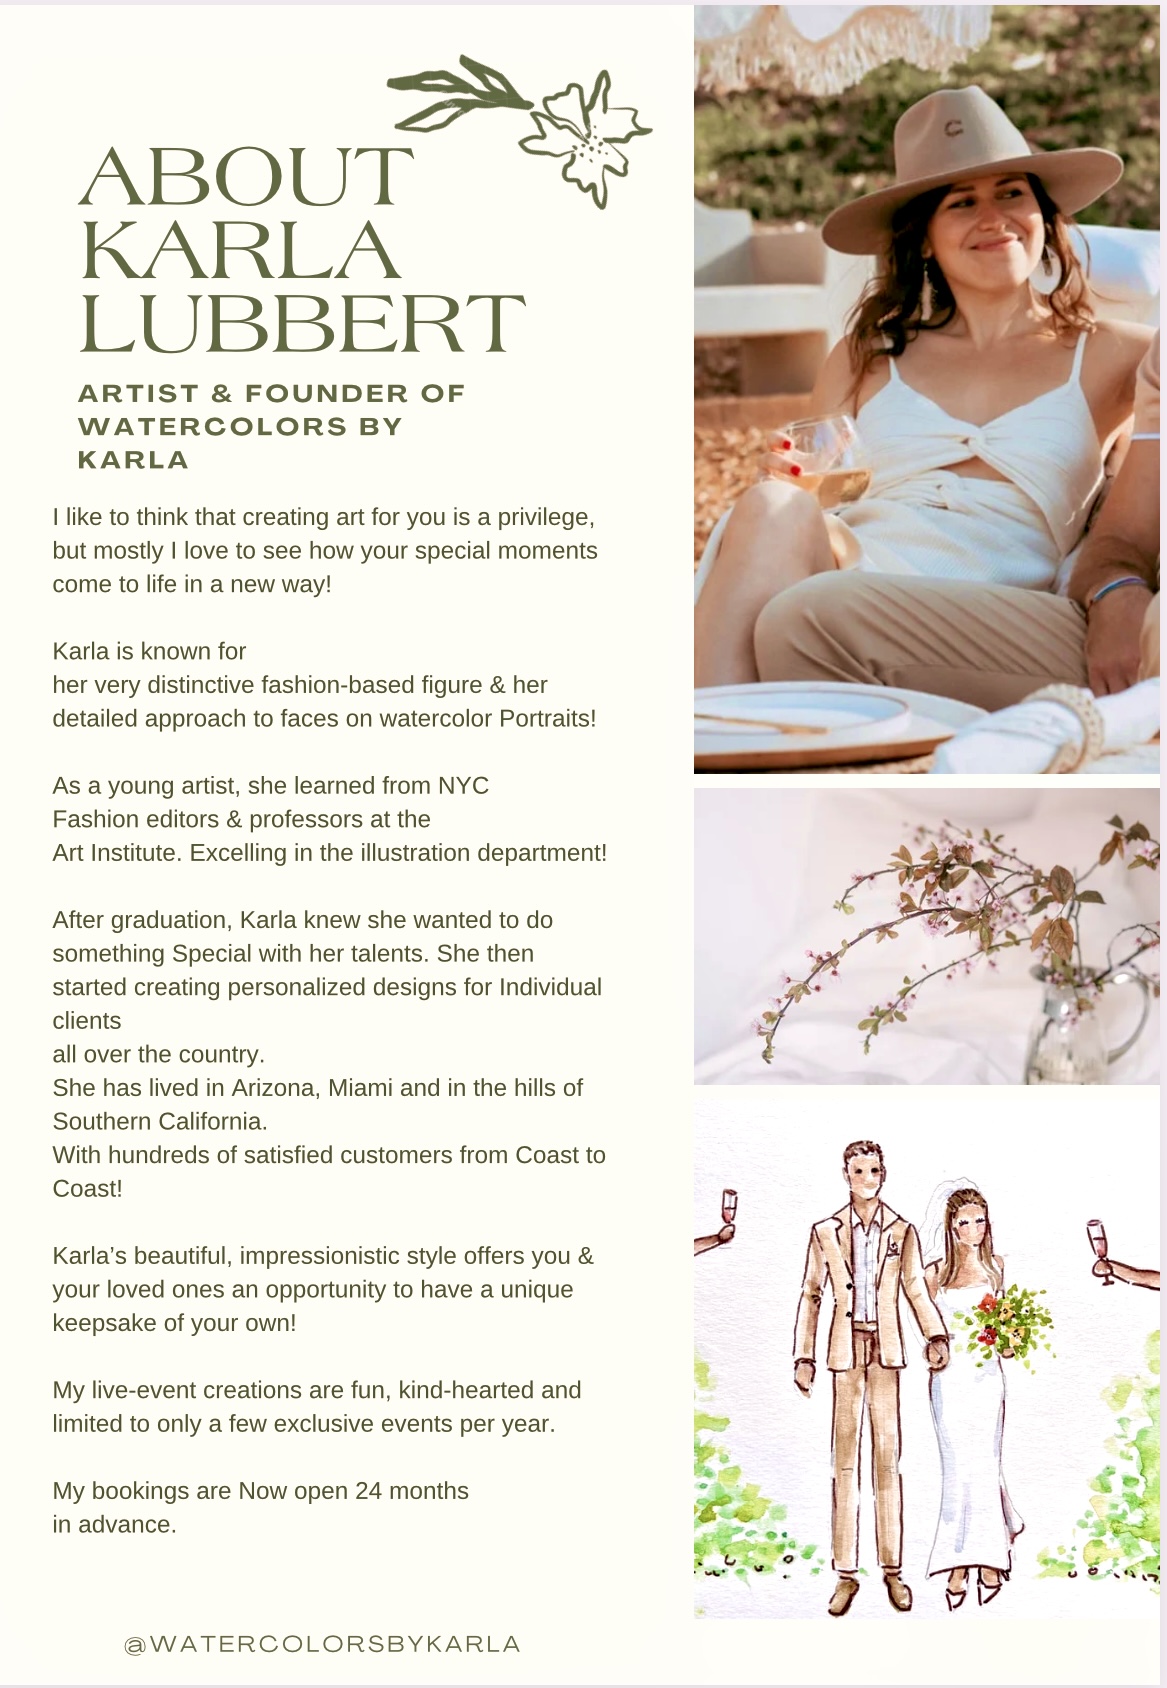 ABOUT
KARLA
LUBBERT
ARTIST & FOUNDER OF
WATERCOLORS BY
KARLA
I like to think that creating art for you is a privilege,
but mostly I love to see how your special moments
come to life in a new way!
Karla is known for
her very distinctive fashion-based figure & her
detailed approach to faces on watercolor Portraits!
As a young artist, she learned from NYC
Fashion editors & professors at the
Art Institute. Excelling in the illustration department!
After graduation, Karla knew she wanted to do
something Special with her talents. She then
started creating personalized designs for Individual
clients
all over the country.
She has lived in Arizona, Miami and in the hills of
Southern California.
With hundreds of satisfied customers from Coast to
Coast!
Karla’s beautiful, impressionistic style offers you &
your loved ones an opportunity to have a unique
keepsake of your own!
My live-event creations are fun, kind-hearted and
limited to only a few exclusive events per year.
My bookings are Now open 24 months
in advance.
@WATERCOLORSBYKARLA